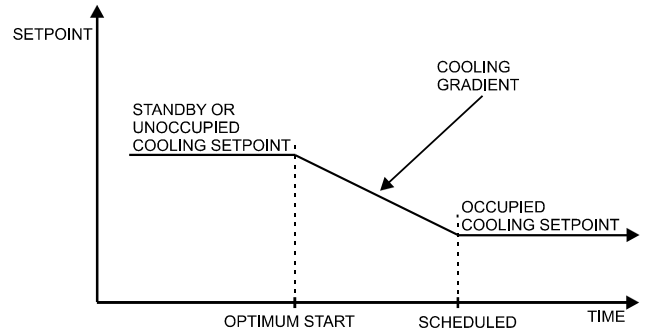 SETPOINT
COOLING
GRADIENT
STANDBY OR
UNOCCUPIED
COOLING SETPOINT
OCCUPIED
COOLING SETPOINT
OPTIMUM START
SCHEDULED
TIME